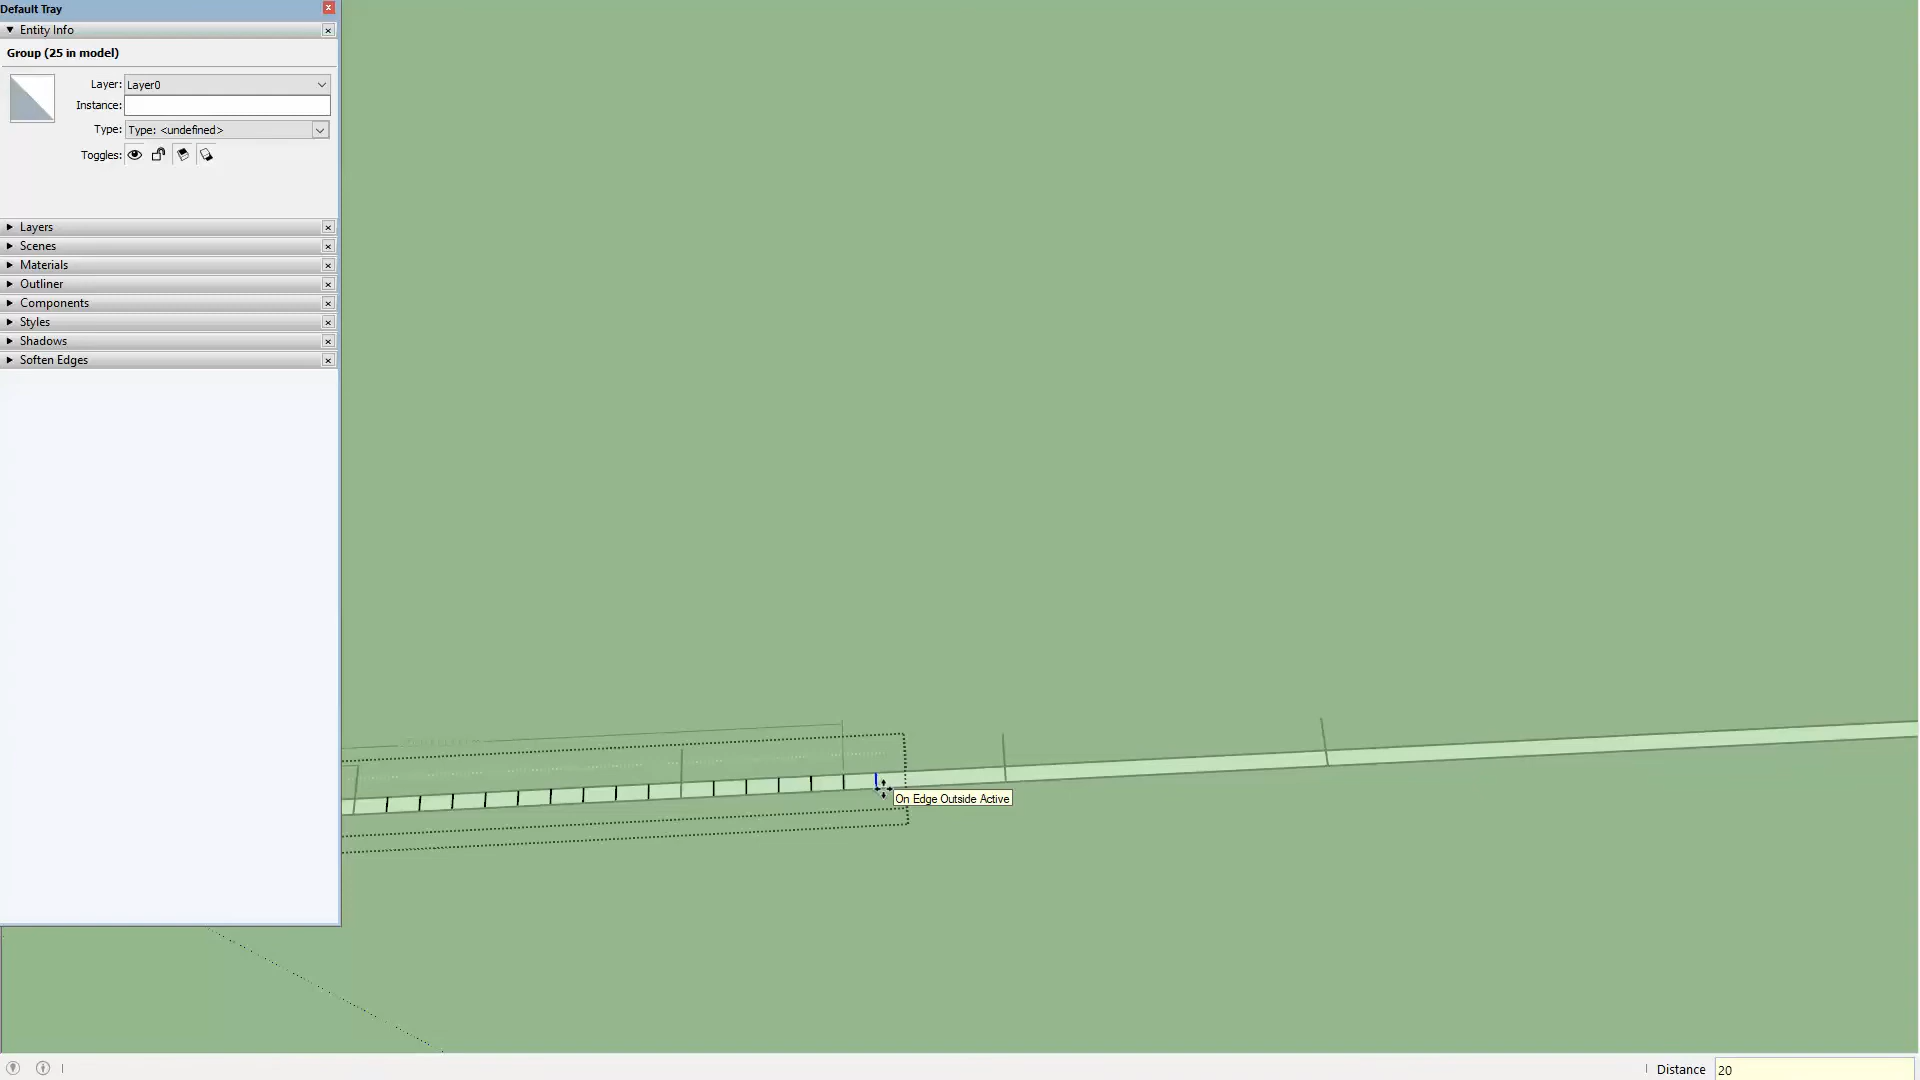 Default Tray
Entity Info
Group (25 in model)
Layer: Layer0
Instance:
Type: Type: <undefined>
Toggles:
Layers
Scenes
Materials
Outliner
Components
Styles
Shadows
Soften Edges
On Edge Outside Active
Distance 20